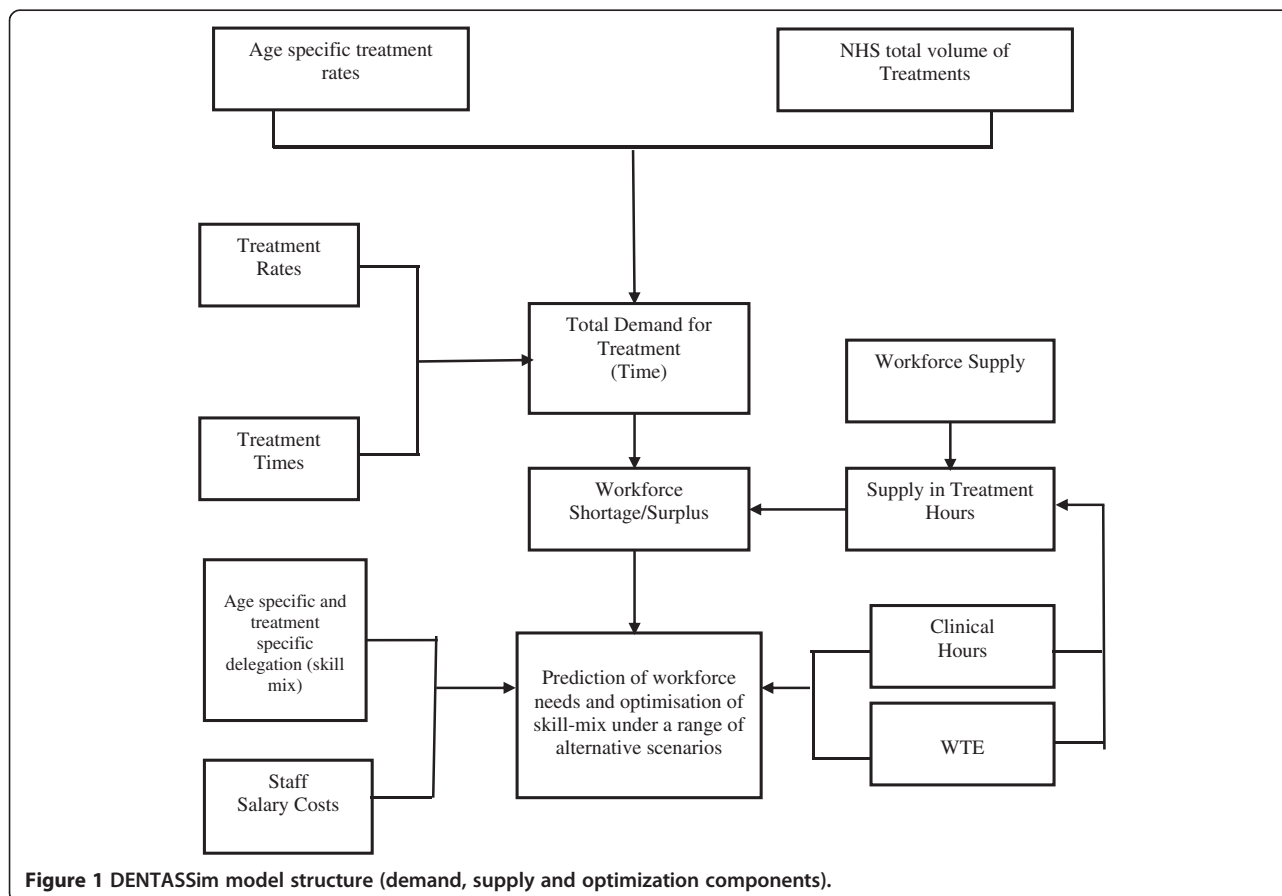 Age specific treatment
rates
NHS total volume of
Treatments
Treatment
Rates
Total Demand for
Treatment
(Time)
Workforce Supply
Treatment
Times
Workforce
Shortage/Surplus
Supply in Treatment
Hours
Age specific and
treatment
specific
delegation (skill
mix)
Prediction of workforce
needs and optimisation of
skill-mix under a range of
alternative scenarios
Clinical
Hours
WTE
Staff
Salary Costs
Figure 1 DENTASSim model structure (demand, supply and optimization components).